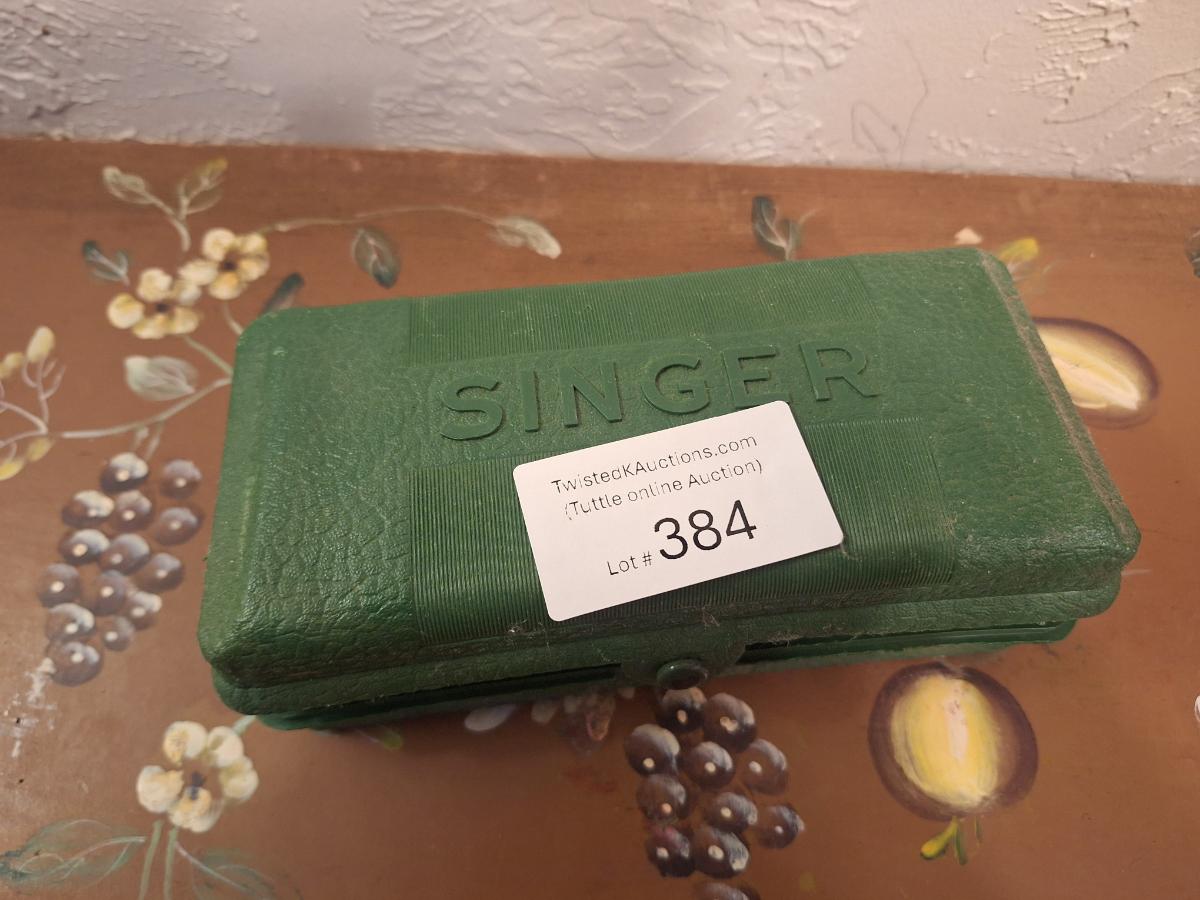 SINGER
TwistedKAuctions.com
(Tuttle online Auction)
Lot # 384